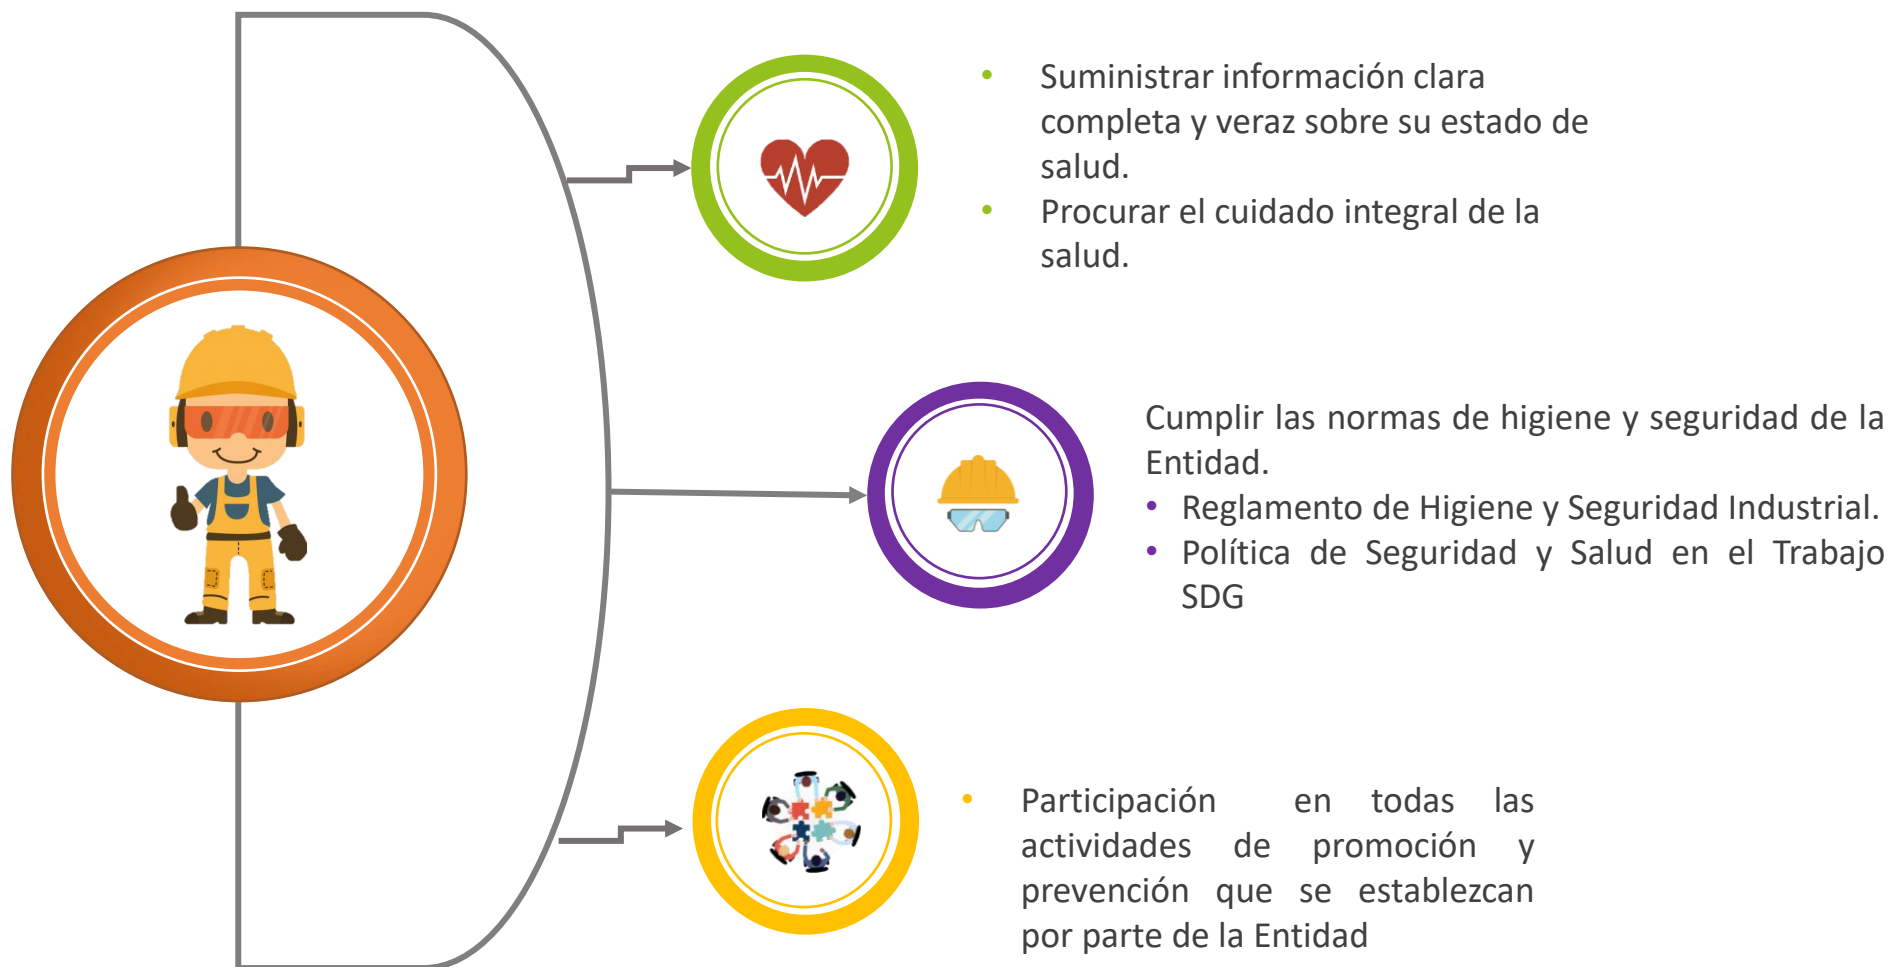 • Suministrar información clara
completa y veraz sobre su estado de
salud.
• Procurar el cuidado integral de la
salud.
Cumplir las normas de higiene y seguridad de la
Entidad.
• Reglamento de Higiene y Seguridad Industrial.
• Política de Seguridad y Salud en el Trabajo
SDG
• Participación en todas las
actividades de promoción y
prevención que se establezcan
por parte de la Entidad